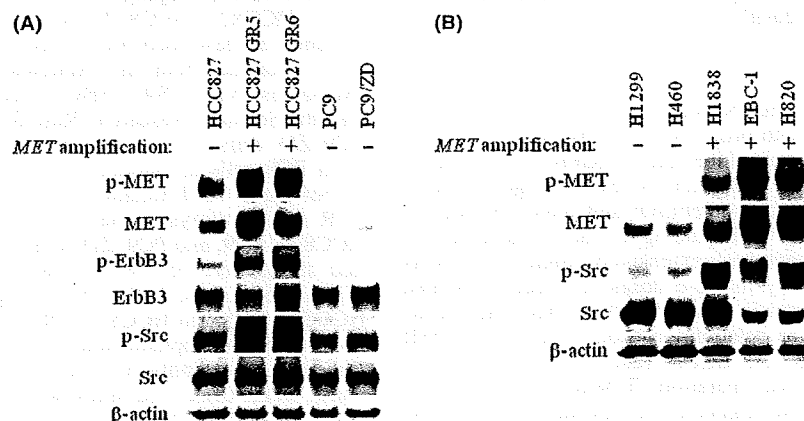 (A)
HCC827
HCC827 GR5
HCC827 GR6
PC9
PC9/ZD
MET amplification: - + + - -
p-MET
MET
p-ErbB3
ErbB3
p-Src
Src
β-actin
(B)
H1299
H460
H1838
EBC-1
H820
MET amplification: - - + + +
p-MET
MET
p-Src
Src
β-actin